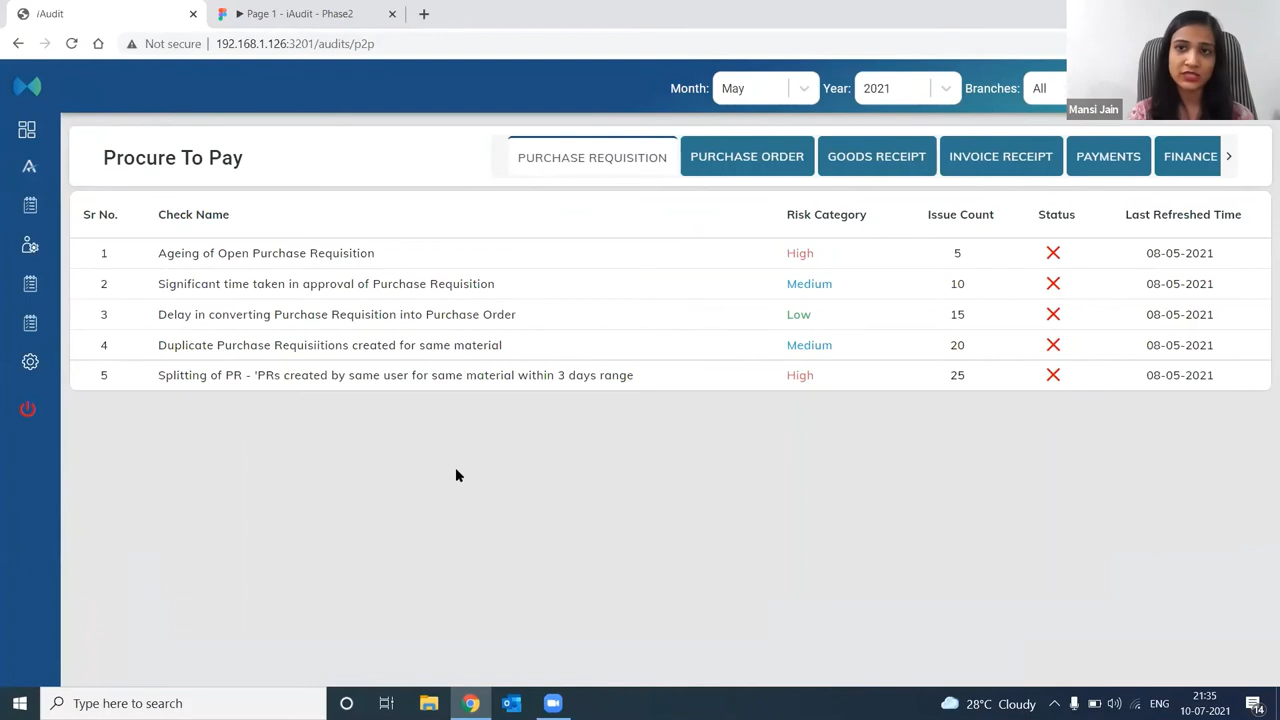 iAudit
Page 1 - iAudit - Phase2
Not secure 192.168.1.126:3201/audits/p2p
Month: May Year: 2021 Branches: All
Mansi Jain
Procure To Pay
PURCHASE REQUISITION PURCHASE ORDER GOODS RECEIPT INVOICE RECEIPT PAYMENTS FINANCE
Sr No. Check Name Risk Category Issue Count Status Last Refreshed Time
1 Ageing of Open Purchase Requisition High 5 08-05-2021
2 Significant time taken in approval of Purchase Requisition Medium 10 08-05-2021
3 Delay in converting Purchase Requisition into Purchase Order Low 15 08-05-2021
4 Duplicate Purchase Requisiitions created for same material Medium 20 08-05-2021
5 Splitting of PR - 'PRs created by same user for same material within 3 days range High 25 08-05-2021
Type here to search
28°C Cloudy
ENG
21:35
10-07-2021
14